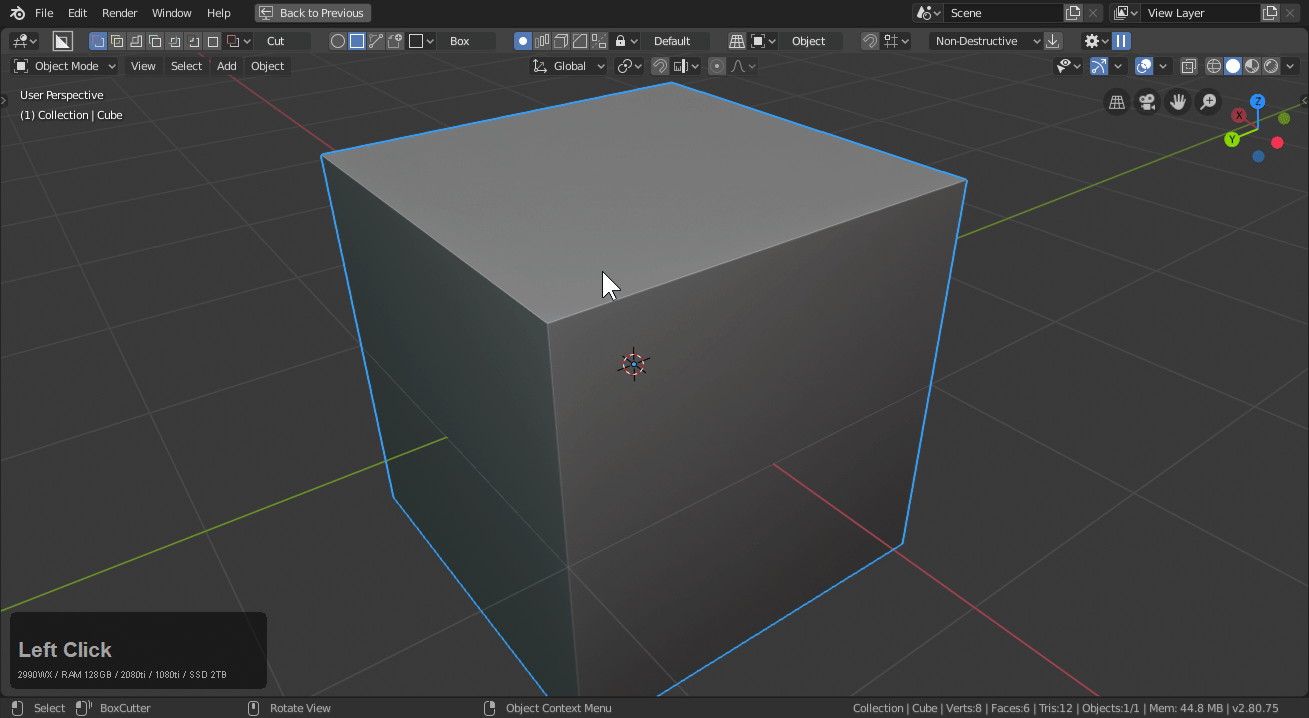 File Edit Render Window Help Back to Previous Scene View Layer
Cut Box Default Object Non-Destructive
Object Mode View Select Add Object Global
User Perspective
(1) Collection | Cube
Z
X
Y
Left Click
2990WX / RAM 128GB / 2080ti / 1080ti / SSD 2TB
Select BoxCutter Rotate View Object Context Menu Collection | Cube | Verts:8 | Faces:6 | Tris:12 | Objects:1/1 | Mem: 44.8 MB | v2.80.75